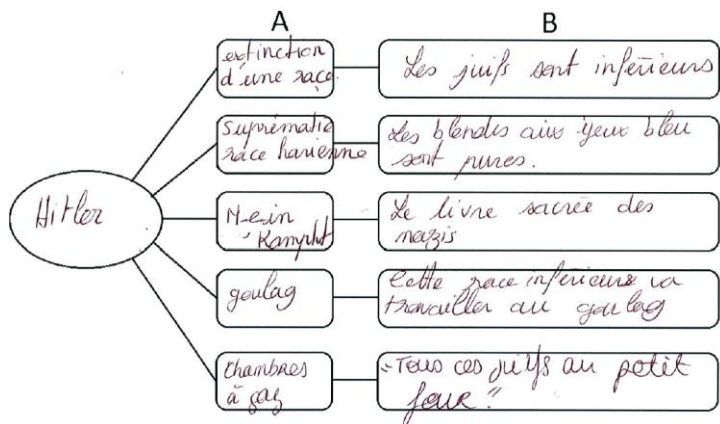 A
B
Hitler
extinction
d'une race.
Les juifs sont inférieurs
suprématie
race harienne
Les blondes aux yeux bleu
sont pures.
Mein
Kampht
Le livre sacrée des
nazis
goulag
Cette race inférieure va
travailler au goulag
chambres
à gaz
"Tous ces juifs au petit
four"